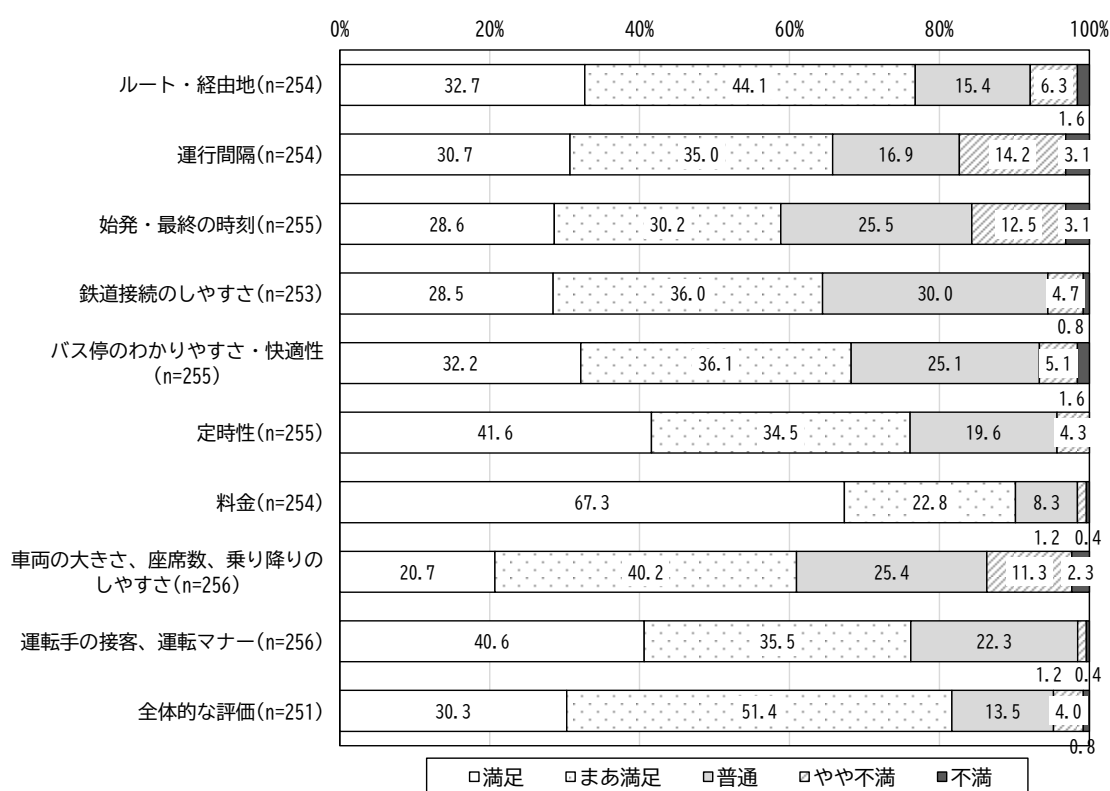 0% 20% 40% 60% 80% 100%
ルート・経由地(n=254) 32.7 44.1 15.4 6.3
1.6
運行間隔(n=254) 30.7 35.0 16.9 14.2 3.1
始発・最終の時刻(n=255) 28.6 30.2 25.5 12.5 3.1
鉄道接続のしやすさ(n=253) 28.5 36.0 30.0 4.7
0.8
バス停のわかりやすさ・快適性
(n=255) 32.2 36.1 25.1 5.1
1.6
定時性(n=255) 41.6 34.5 19.6 4.3
料金(n=254) 67.3 22.8 8.3
1.2 0.4
車両の大きさ、座席数、乗り降りの
しやすさ(n=256) 20.7 40.2 25.4 11.3 2.3
運転手の接客、運転マナー(n=256) 40.6 35.5 22.3
1.2 0.4
全体的な評価(n=251) 30.3 51.4 13.5 4.0
0.8
満足 まあ満足 普通 やや不満 不満